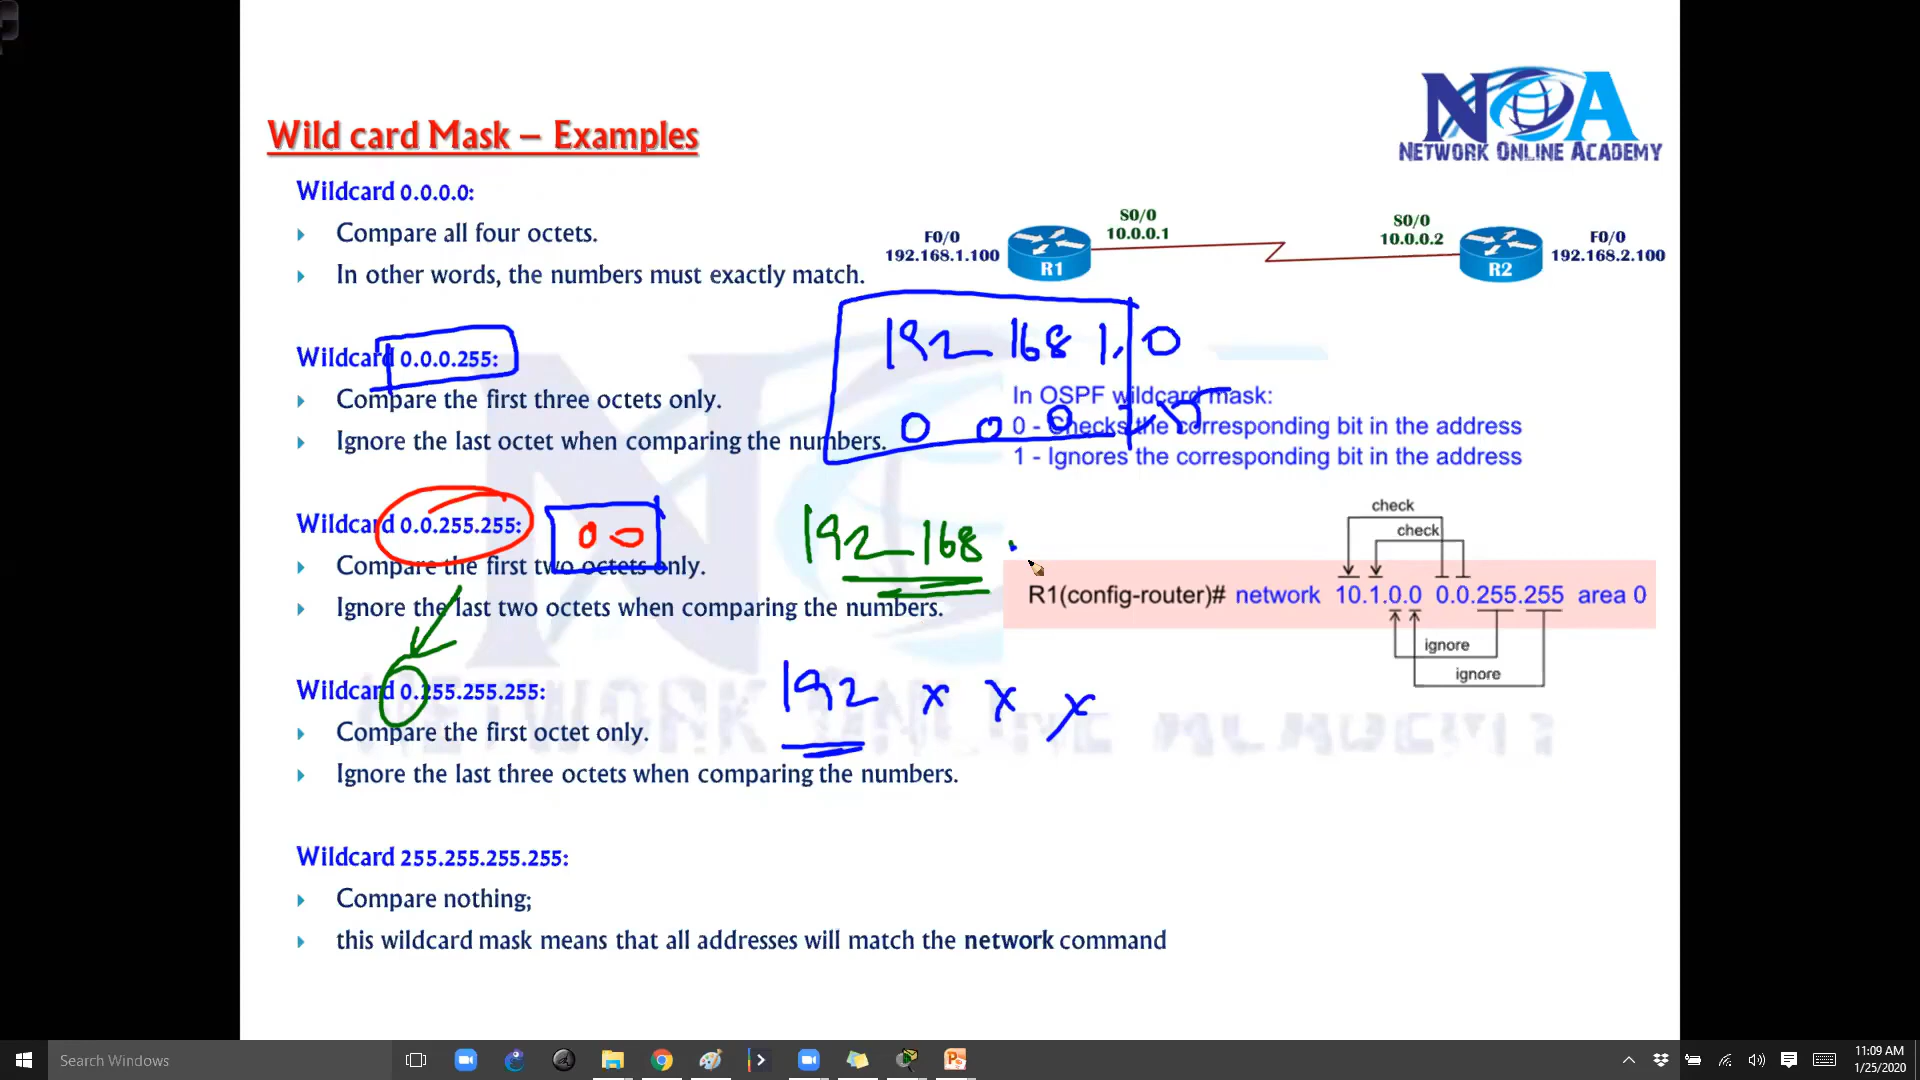 Wild card Mask – Examples
NOA
NETWORK ONLINE ACADEMY
Wildcard 0.0.0.0:
Compare all four octets.
In other words, the numbers must exactly match.
S0/0
10.0.0.1
S0/0
10.0.0.2
F0/0
192.168.1.100
R1
R2
F0/0
192.168.2.100
192 168 1. 0
0 0 0
Wildcard 0.0.0.255:
Compare the first three octets only.
Ignore the last octet when comparing the numbers.
In OSPF wildcard mask:
0 - Checks the corresponding bit in the address
1 - Ignores the corresponding bit in the address
Wildcard 0.0.255.255:
0 0
192 168 .
Compare the first two octets only.
Ignore the last two octets when comparing the numbers.
check
check
R1(config-router)# network 10.1.0.0 0.0.255.255 area 0
ignore
ignore
Wildcard 0.255.255.255:
192 x x x
Compare the first octet only.
Ignore the last three octets when comparing the numbers.
NETWORK ONLINE ACADEMY
Wildcard 255.255.255.255:
Compare nothing;
this wildcard mask means that all addresses will match the network command
Search Windows
11:09 AM
1/25/2020